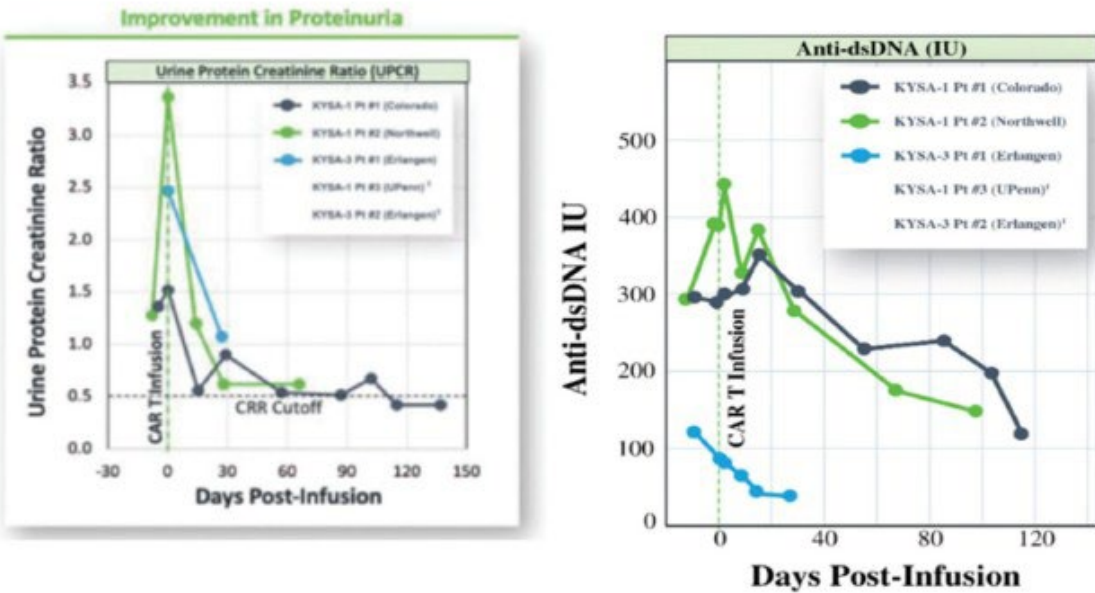 Improvement in Proteinuria
Urine Protein Creatinine Ratio (UPCR)
Urine Protein Creatinine Ratio
3.5
3.0
2.5
2.0
1.5
1.0
0.5
0.0
KYSA-1 Pt #1 (Colorado)
KYSA-1 Pt #2 (Northwell)
KYSA-3 Pt #1 (Erlangen)
KYSA-1 Pt #3 (UPenn)
KYSA-3 Pt #2 (Erlangen)
CAR T Infusion
CRR Cutoff
-30 0 30 60 90 120 150
Days Post-Infusion
Anti-dsDNA (IU)
Anti-dsDNA IU
500
400
300
200
100
0
KYSA-1 Pt #1 (Colorado)
KYSA-1 Pt #2 (Northwell)
KYSA-3 Pt #1 (Erlangen)
KYSA-1 Pt #3 (UPenn)
KYSA-3 Pt #2 (Erlangen)
CAR T Infusion
0 40 80 120
Days Post-Infusion